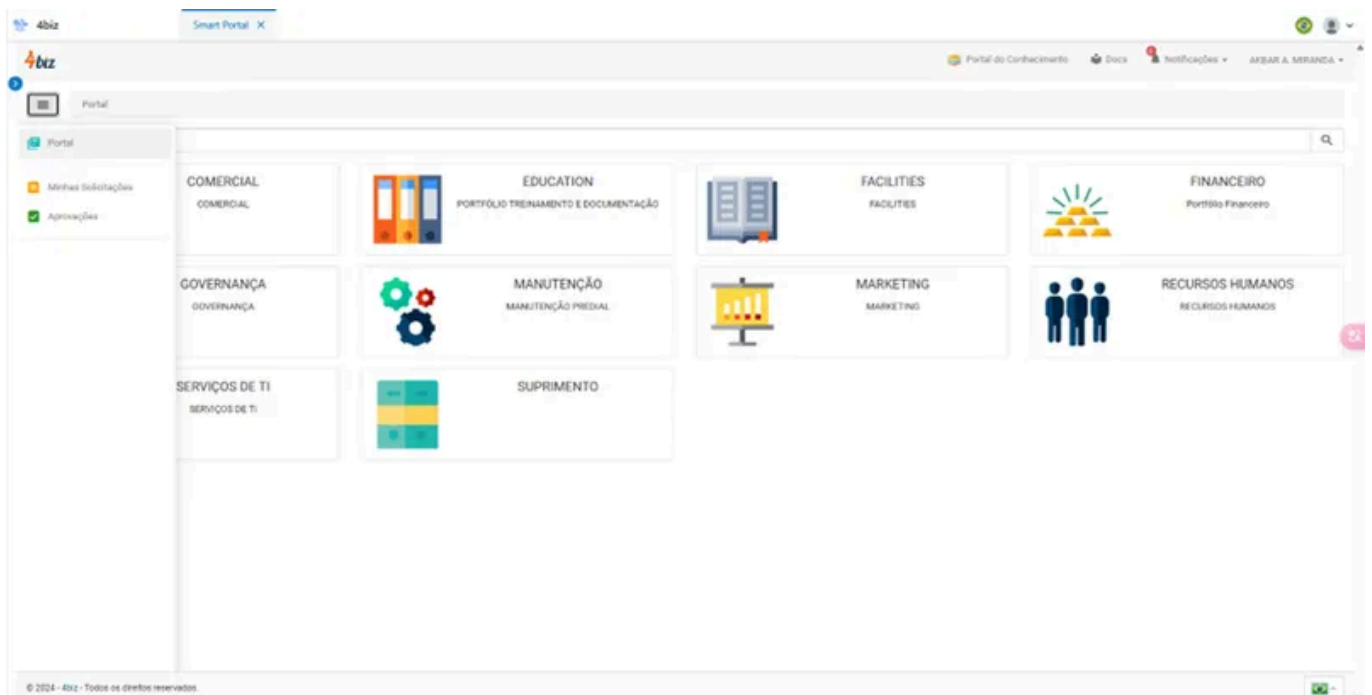 4biz
Smart Portal X
4biz
Portal do Conhecimento
Docs
Notificações
AKBAR A. MIRANDA
Portal
Portal
Minhas Solicitações
Aprovações
COMERCIAL
COMERCIAL
EDUCATION
PORTFÓLIO TREINAMENTO E DOCUMENTAÇÃO
FACILITIES
FACILITIES
FINANCEIRO
Portfólio Financeiro
GOVERNANÇA
GOVERNANÇA
MANUTENÇÃO
MANUTENÇÃO PREDIAL
MARKETING
MARKETING
RECURSOS HUMANOS
RECURSOS HUMANOS
SERVIÇOS DE TI
SERVIÇOS DE TI
SUPRIMENTO
© 2024 - 4biz - Todos os direitos reservados.